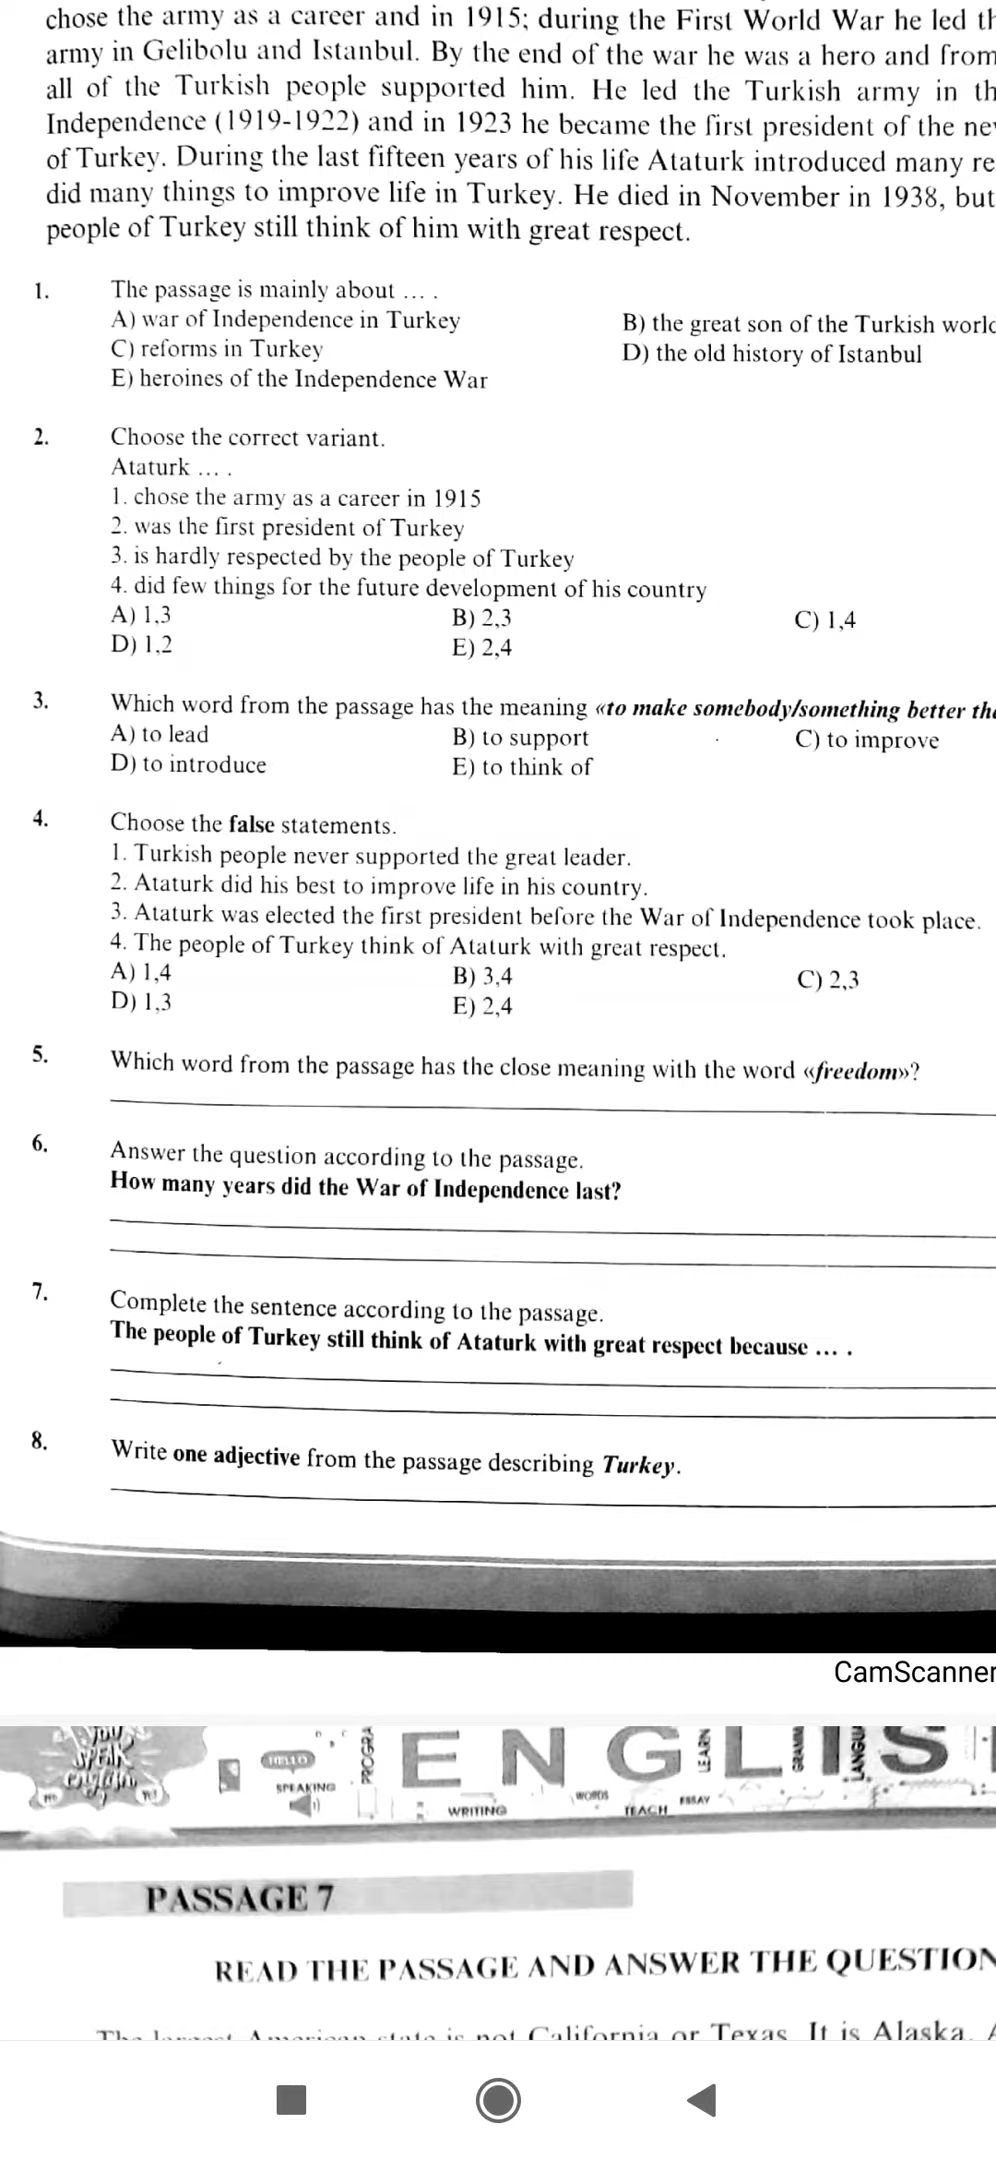 chose the army as a career and in 1915; during the First World War he led th
army in Gelibolu and Istanbul. By the end of the war he was a hero and from
all of the Turkish people supported him. He led the Turkish army in th
Independence (1919-1922) and in 1923 he became the first president of the ne
of Turkey. During the last fifteen years of his life Ataturk introduced many re
did many things to improve life in Turkey. He died in November in 1938, but
people of Turkey still think of him with great respect.
1. The passage is mainly about ... .
A) war of Independence in Turkey B) the great son of the Turkish world
C) reforms in Turkey D) the old history of Istanbul
E) heroines of the Independence War
2. Choose the correct variant.
Ataturk ... .
1. chose the army as a career in 1915
2. was the first president of Turkey
3. is hardly respected by the people of Turkey
4. did few things for the future development of his country
A) 1,3 B) 2,3 C) 1,4
D) 1,2 E) 2,4
3. Which word from the passage has the meaning «to make somebody/something better tha
A) to lead B) to support C) to improve
D) to introduce E) to think of
4. Choose the false statements.
1. Turkish people never supported the great leader.
2. Ataturk did his best to improve life in his country.
3. Ataturk was elected the first president before the War of Independence took place.
4. The people of Turkey think of Ataturk with great respect.
A) 1,4 B) 3,4 C) 2,3
D) 1,3 E) 2,4
5. Which word from the passage has the close meaning with the word «freedom»?
6. Answer the question according to the passage.
How many years did the War of Independence last?
7. Complete the sentence according to the passage.
The people of Turkey still think of Ataturk with great respect because ... .
8. Write one adjective from the passage describing Turkey.
CamScanner
YOU SPEAK English
HELLO
SPEAKING
PROGRA
ENGLIS
WRITING
WORDS
TEACH
LEARN
ESSAY
GRAMM
LANGU
PASSAGE 7
READ THE PASSAGE AND ANSWER THE QUESTION
The largest American state is not California or Texas. It is Alaska. A